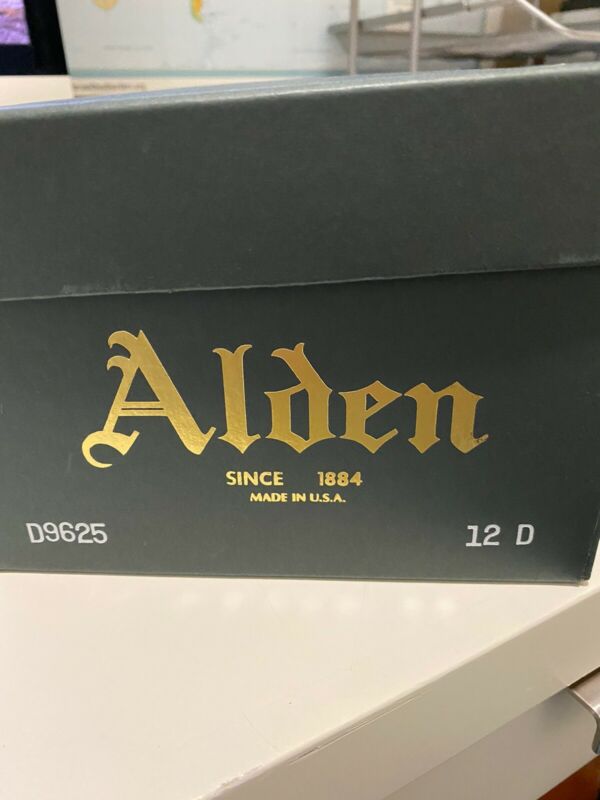 Alden
SINCE 1884
MADE IN U.S.A.
D9625 12 D